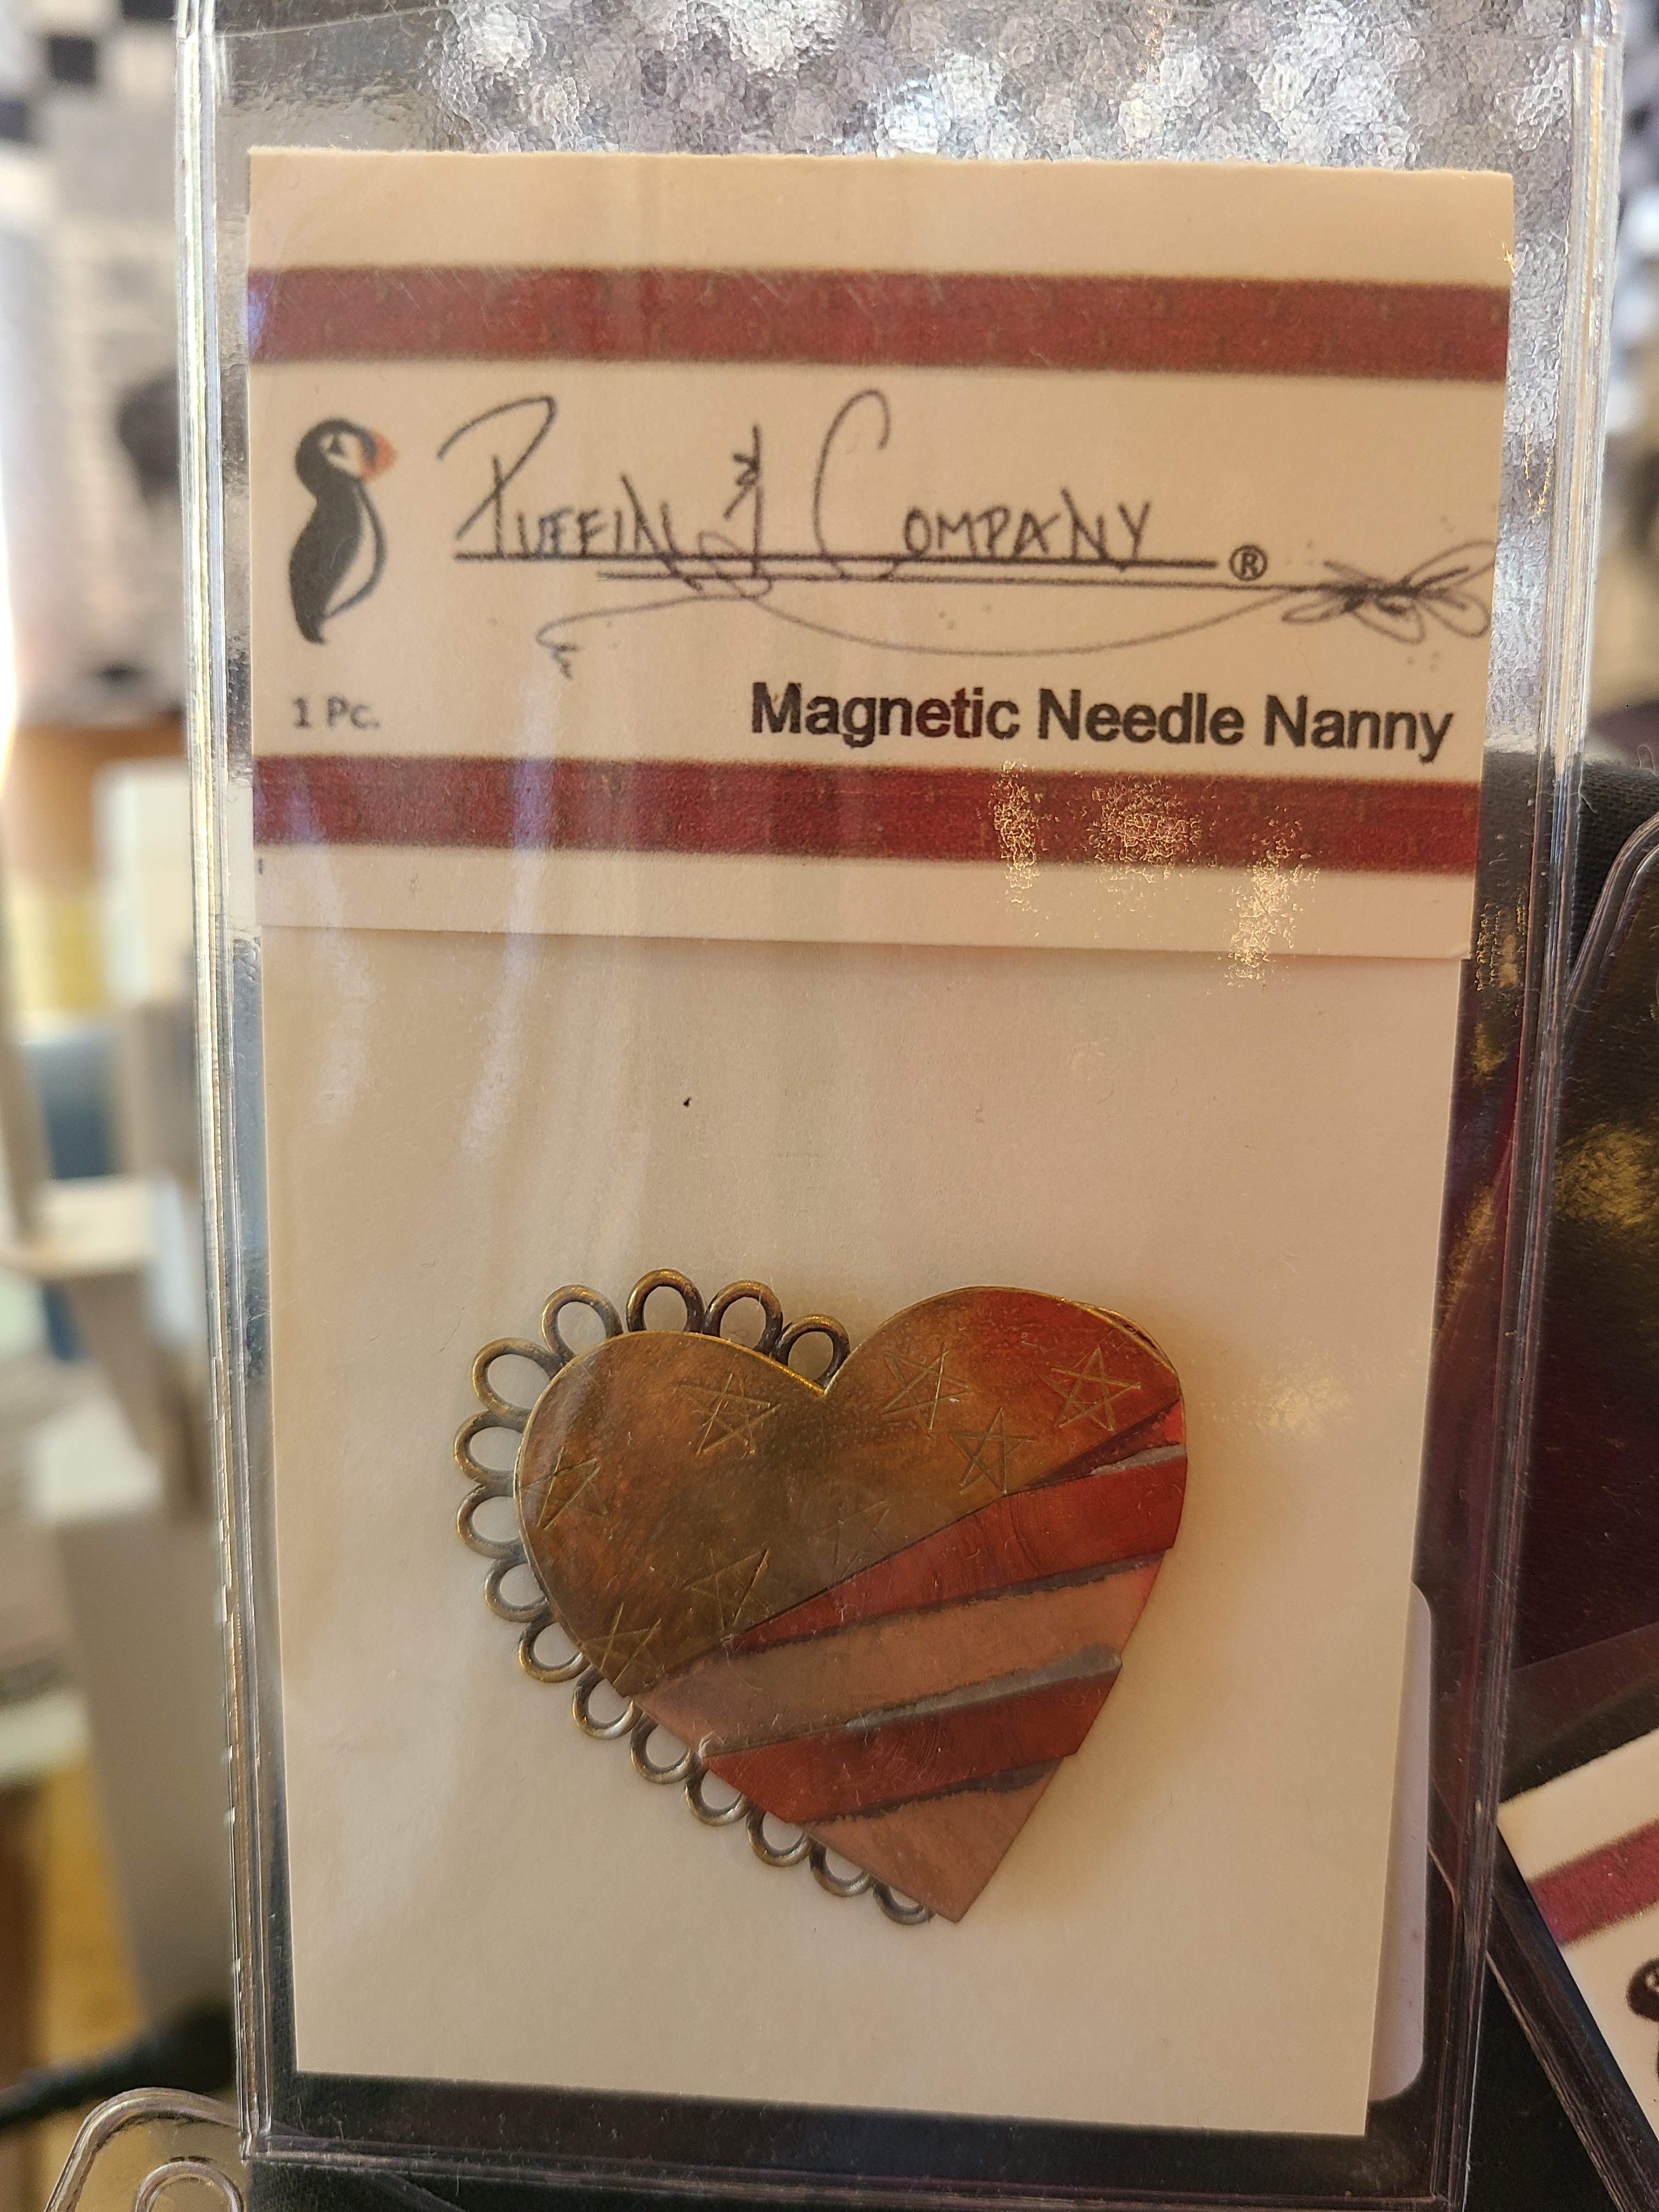 Puffin & Company ®
1 Pc.
Magnetic Needle Nanny